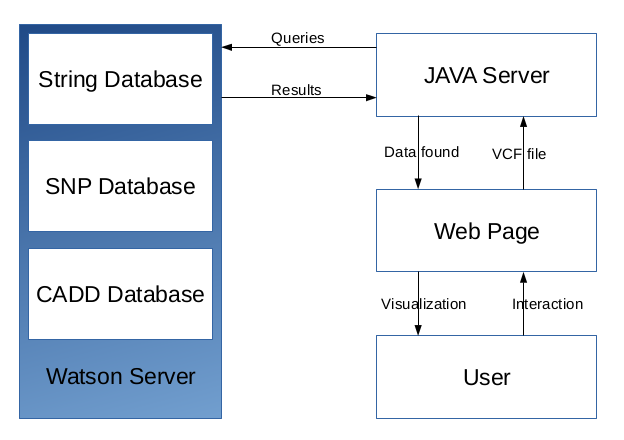 String Database
SNP Database
CADD Database
Watson Server
Queries
Results
JAVA Server
Data found
VCF file
Web Page
Visualization
Interaction
User